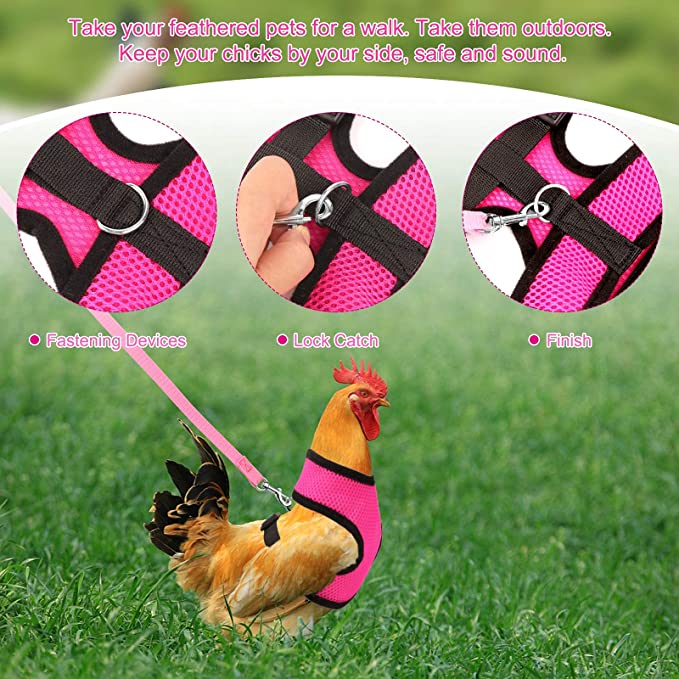 Take your feathered pets for a walk. Take them outdoors.
Keep your chicks by your side, safe and sound.
Fastening Devices
Lock Catch
Finish